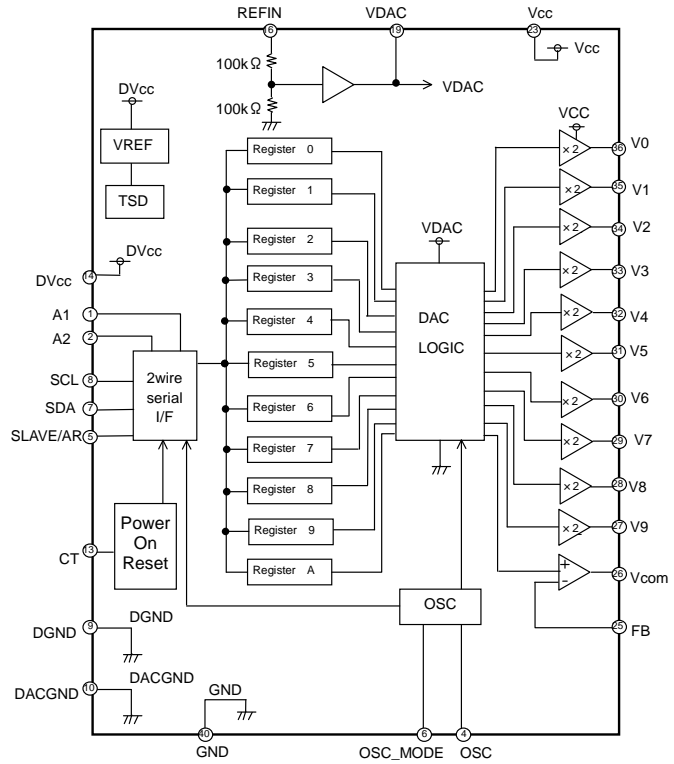 REFIN VDAC Vcc
16 19 23
Vcc
100kΩ
VDAC
100kΩ
DVcc
VREF
TSD
VCC
Register 0
×2
36 V0
Register 1
×2
35 V1
Register 2
×2
34 V2
VDAC
DVcc
14
DVcc
Register 3
×2
33 V3
A1 1
A2 2
Register 4
×2
32 V4
DAC
LOGIC
2wire
serial
I/F
SCL 8
SDA 7
SLAVE/AR 5
Register 5
×2
31 V5
Register 6
×2
30 V6
Register 7
×2
29 V7
Register 8
×2
28 V8
Power
On
Reset
13
CT
Register 9
×2
27 V9
Register A
+
-
26 Vcom
OSC
25
FB
DGND 9
DGND
DACGND 10
DACGND
GND
40 6 4
GND OSC_MODE OSC